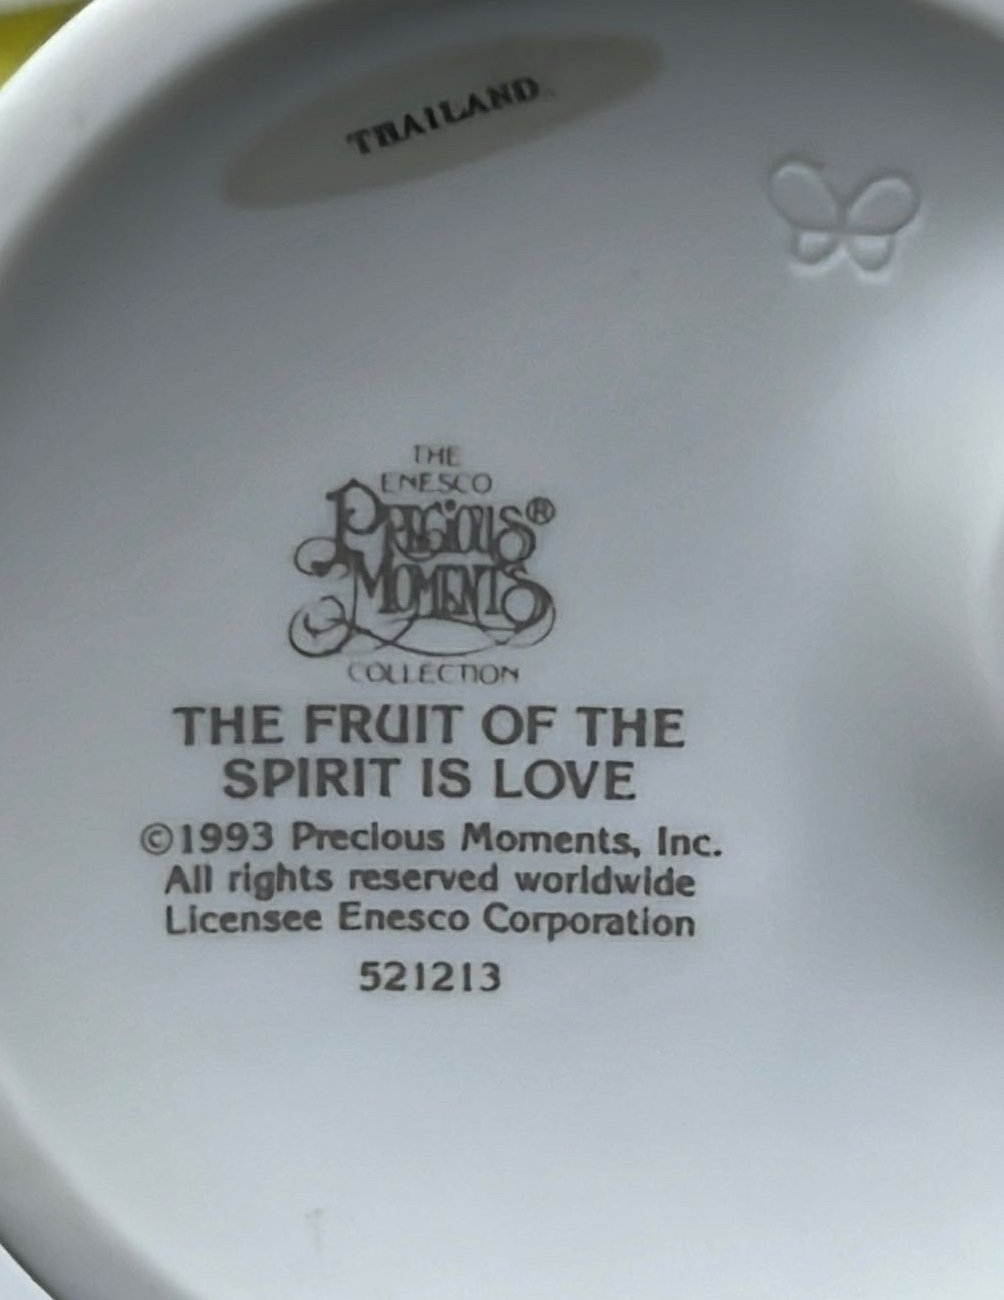 THAILAND
THE
ENESCO
PRECIOUS®
MOMENTS
COLLECTION
THE FRUIT OF THE
SPIRIT IS LOVE
©1993 Precious Moments, Inc.
All rights reserved worldwide
Licensee Enesco Corporation
521213